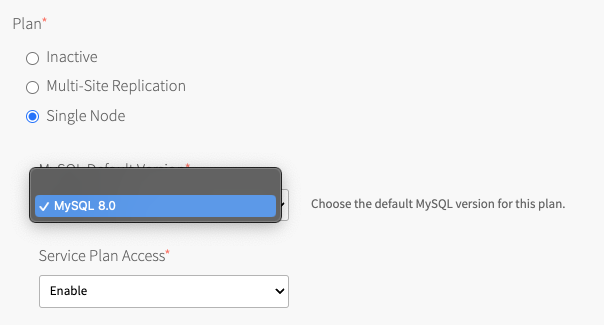 Plan*
Inactive
Multi-Site Replication
Single Node
MySQL Default Version*
✓ MySQL 8.0
Choose the default MySQL version for this plan.
Service Plan Access*
Enable